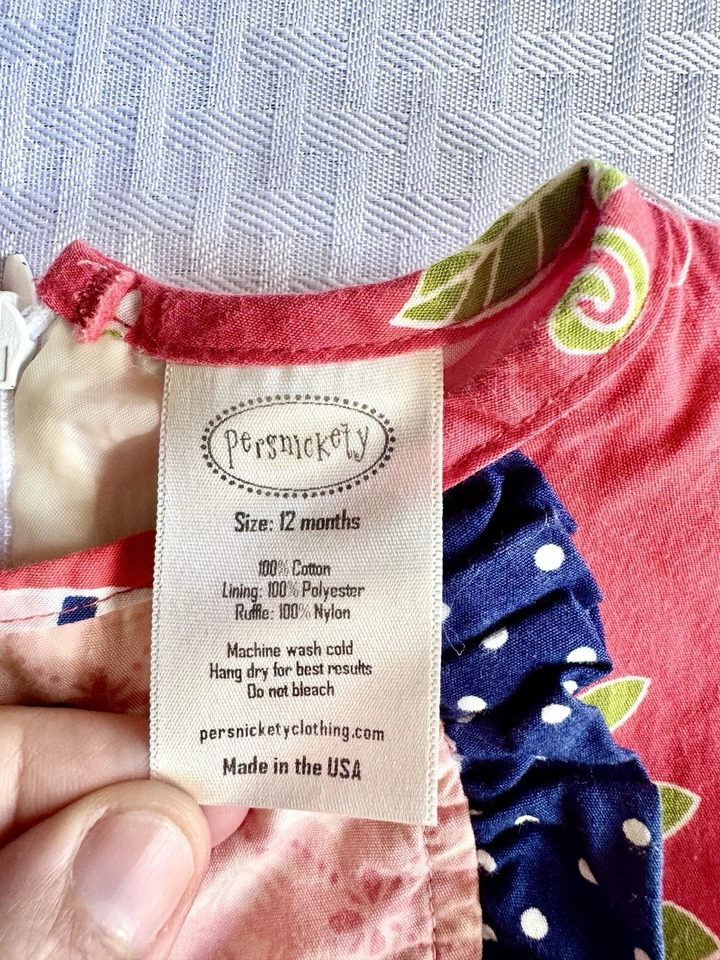 persnickety
Size: 12 months
100% Cotton
Lining: 100% Polyester
Ruffle: 100% Nylon
Machine wash cold
Hang dry for best results
Do not bleach
persnicketyclothing.com
Made in the USA